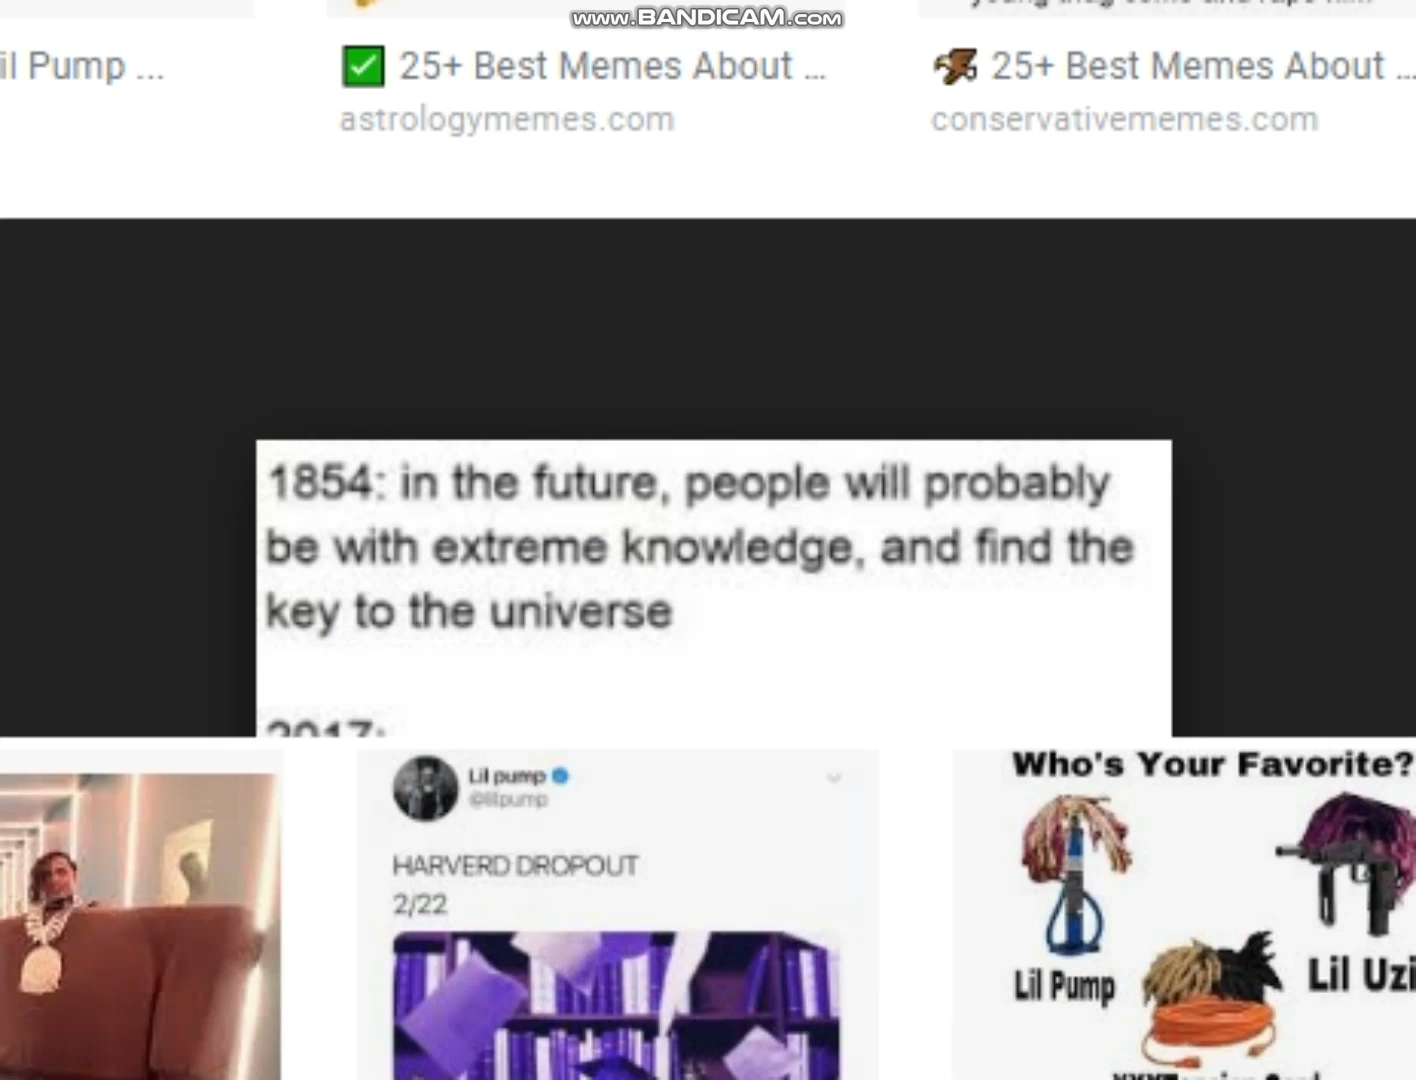 www.BANDICAM.com
il Pump ...
25+ Best Memes About ...
25+ Best Memes About ...
astrologymemes.com
conservativememes.com
1854: in the future, people will probably
be with extreme knowledge, and find the
key to the universe
2017:
Lil pump
@lilpump
HARVERD DROPOUT
2/22
Who's Your Favorite?
Lil Pump
Lil Uzi